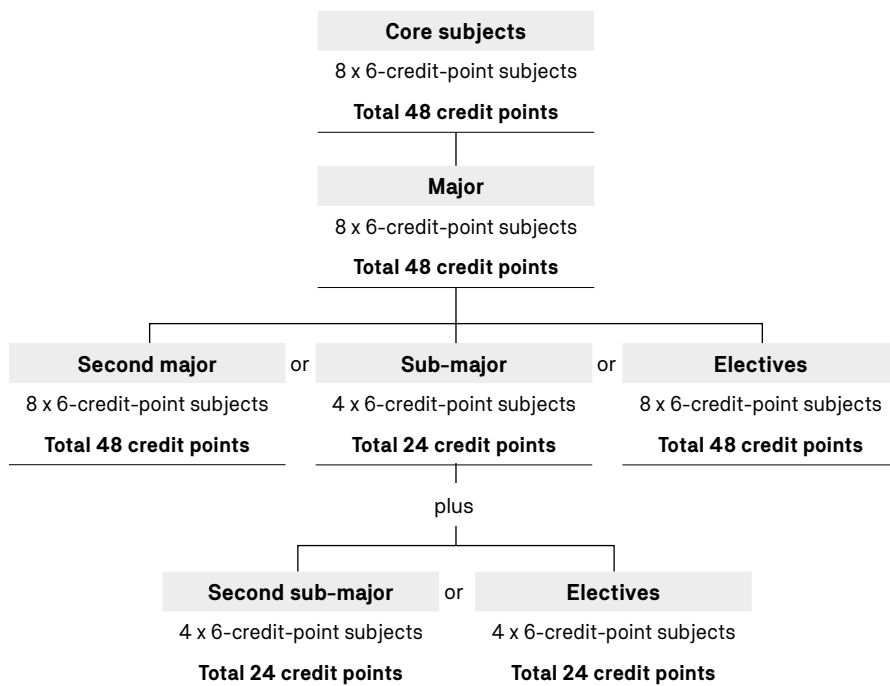 Core subjects
8 x 6-credit-point subjects
Total 48 credit points
Major
8 x 6-credit-point subjects
Total 48 credit points
Second major or Sub-major or Electives
8 x 6-credit-point subjects 4 x 6-credit-point subjects 8 x 6-credit-point subjects
Total 48 credit points Total 24 credit points Total 48 credit points
plus
Second sub-major or Electives
4 x 6-credit-point subjects 4 x 6-credit-point subjects
Total 24 credit points Total 24 credit points